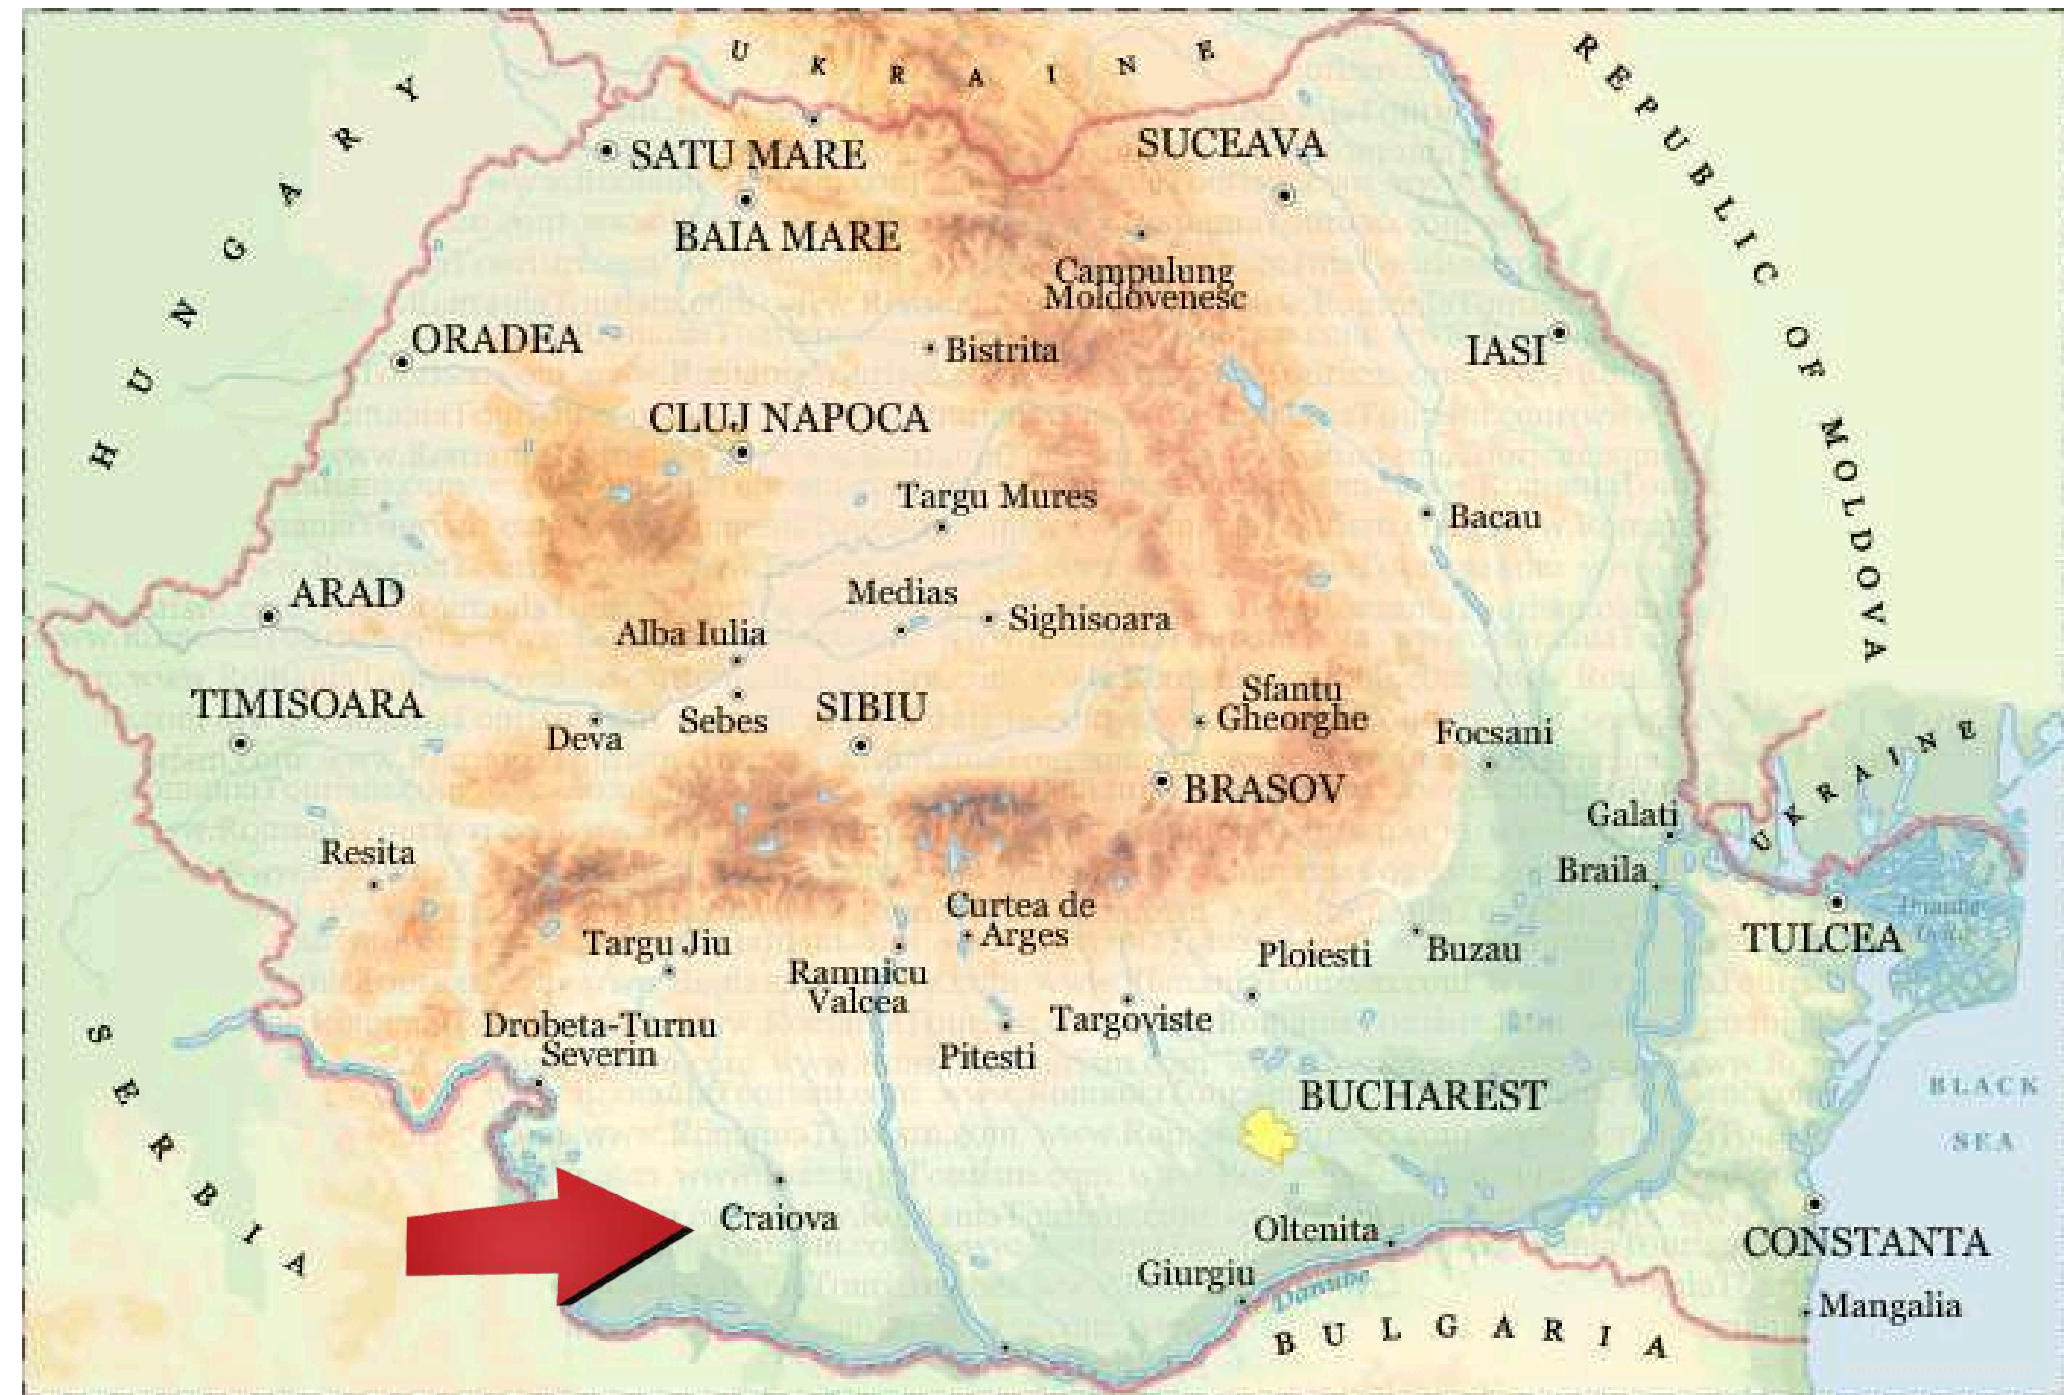 UKRAINE
HUNGARY
REPUBLIC OF MOLDOVA
SATU MARE
SUCEAVA
BAIA MARE
Campulung
Moldovenesc
ORADEA
Bistrita
IASI
CLUJ NAPOCA
Targu Mures
Bacau
ARAD
Medias
Sighisoara
Alba Iulia
TIMISOARA
Sebes
SIBIU
Deva
Sfantu
Gheorghe
Focsani
UKRAINE
BRASOV
Galati
Resita
Braila
Curtea de
Arges
Danube
Delta
TULCEA
Targu Jiu
Ploiesti
Buzau
Ramnicu
Valcea
Drobeta-Turnu
Severin
Targoviste
Pitesti
SERBIA
BUCHAREST
BLACK
SEA
Craiova
Oltenita
CONSTANTA
Giurgiu
Danube
Mangalia
BULGARIA